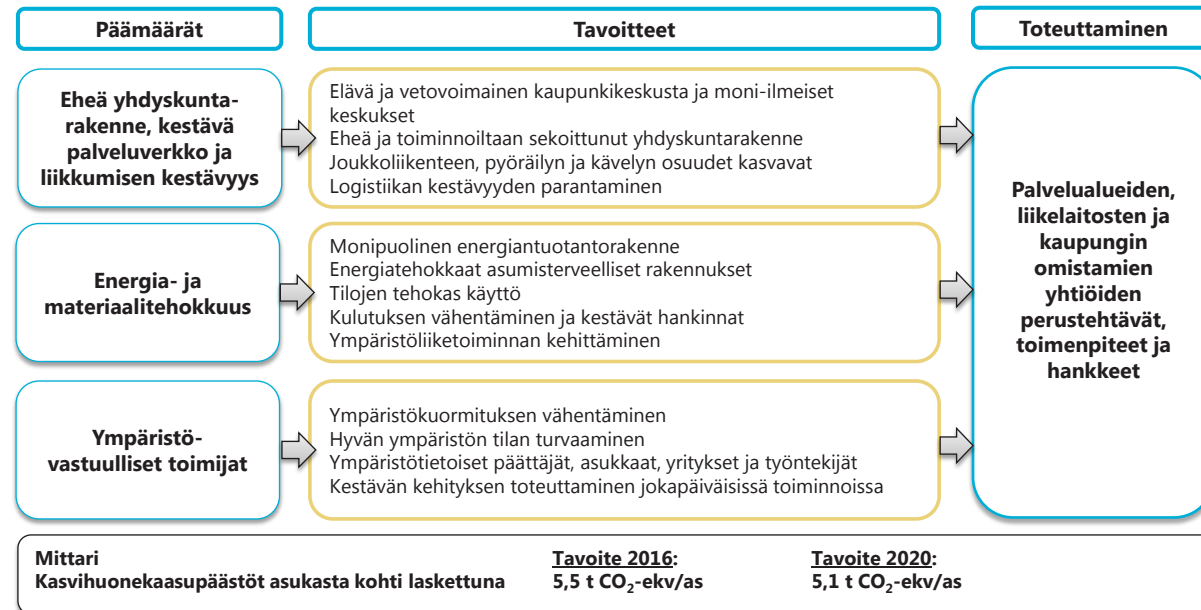 Päämäärät
Tavoitteet
Toteuttaminen
Eheä yhdyskunta-
rakenne, kestävä
palveluverkko ja
liikkumisen kestävyys
Elävä ja vetovoimainen kaupunkikeskusta ja moni-ilmeiset
keskukset
Eheä ja toiminnoiltaan sekoittunut yhdyskuntarakenne
Joukkoliikenteen, pyöräilyn ja kävelyn osuudet kasvavat
Logistiikan kestävyyden parantaminen
Energia- ja
materiaalitehokkuus
Monipuolinen energiantuotantorakenne
Energiatehokkaat asumisterveelliset rakennukset
Tilojen tehokas käyttö
Kulutuksen vähentäminen ja kestävät hankinnat
Ympäristöliiketoiminnan kehittäminen
Ympäristö-
vastuulliset toimijat
Ympäristökuormituksen vähentäminen
Hyvän ympäristön tilan turvaaminen
Ympäristötietoiset päättäjät, asukkaat, yritykset ja työntekijät
Kestävän kehityksen toteuttaminen jokapäiväisissä toiminnoissa
Palvelualueiden,
liikelaitosten ja
kaupungin
omistamien
yhtiöiden
perustehtävät,
toimenpiteet ja
hankkeet
Mittari
Kasvihuonekaasupäästöt asukasta kohti laskettuna
Tavoite 2016:
5,5 t CO₂-ekv/as
Tavoite 2020:
5,1 t CO₂-ekv/as